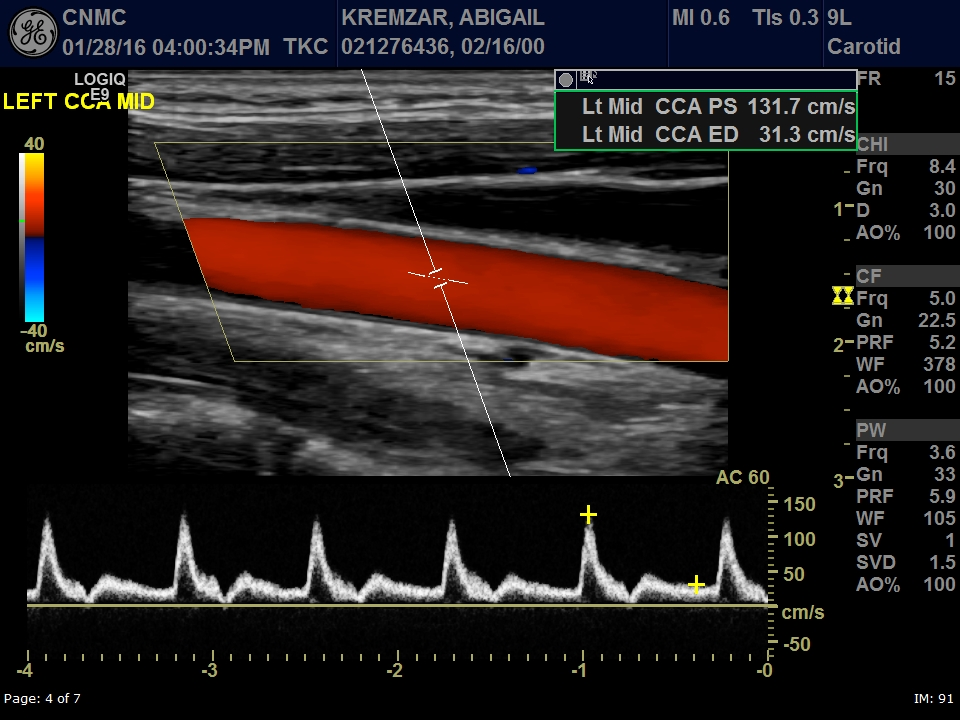 CNMC
01/28/16 04:00:34PM TKC
KREMZAR, ABIGAIL
021276436, 02/16/00
MI 0.6 TIs 0.3
9L
Carotid
LOGIQ
E9
LEFT CCA MID
Lt Mid CCA PS 131.7 cm/s
Lt Mid CCA ED 31.3 cm/s
FR 15
CHI
Frq 8.4
Gn 30
D 3.0
AO% 100
CF
Frq 5.0
Gn 22.5
PRF 5.2
WF 378
AO% 100
PW
Frq 3.6
Gn 33
PRF 5.9
WF 105
SV 1
SVD 1.5
AO% 100
40
-40
cm/s
1
2
3
AC 60
150
100
50
cm/s
-50
-4 -3 -2 -1 -0
Page: 4 of 7
IM: 91